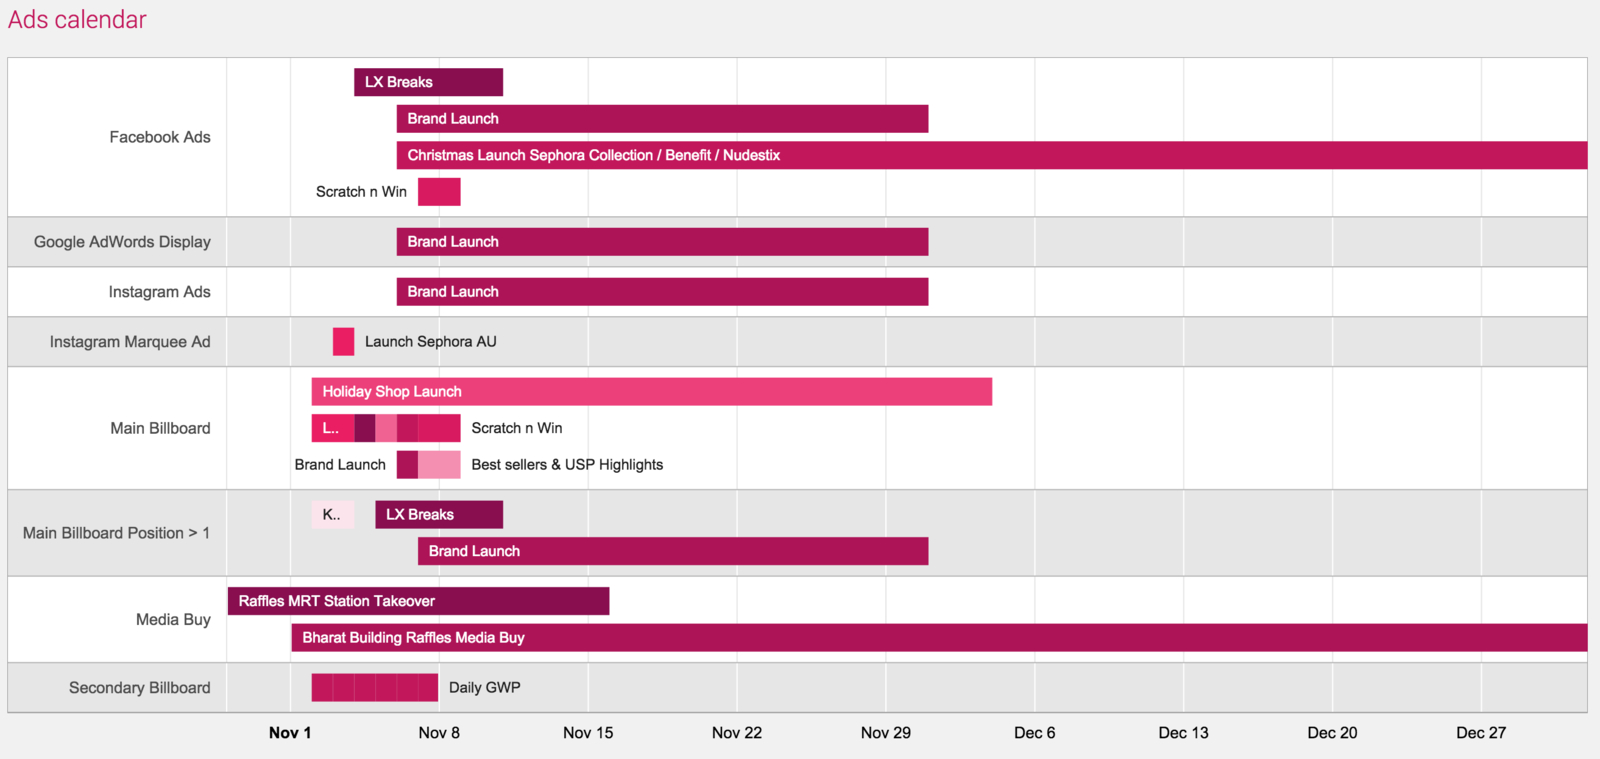 Ads calendar
LX Breaks
Brand Launch
Facebook Ads
Christmas Launch Sephora Collection / Benefit / Nudestix
Scratch n Win
Google AdWords Display
Brand Launch
Instagram Ads
Brand Launch
Instagram Marquee Ad
Launch Sephora AU
Holiday Shop Launch
Main Billboard
L..
Scratch n Win
Brand Launch
Best sellers & USP Highlights
K..
LX Breaks
Main Billboard Position > 1
Brand Launch
Raffles MRT Station Takeover
Media Buy
Bharat Building Raffles Media Buy
Secondary Billboard
Daily GWP
Nov 1 Nov 8 Nov 15 Nov 22 Nov 29 Dec 6 Dec 13 Dec 20 Dec 27